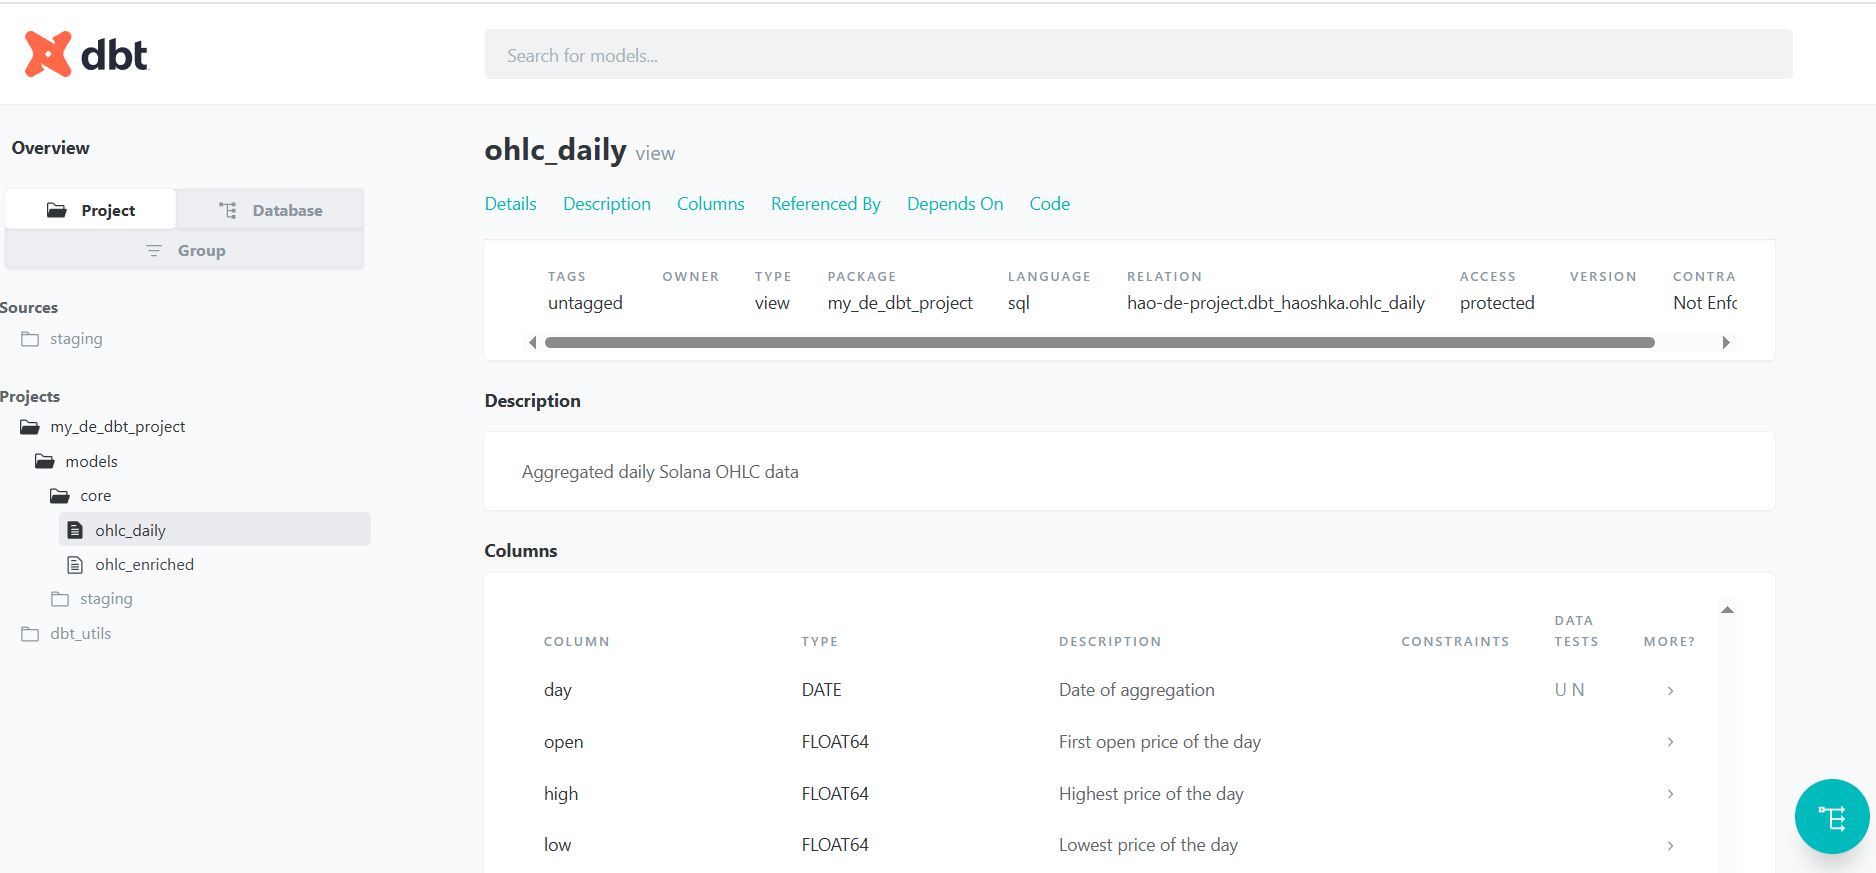 dbt
Search for models...
Overview
Project
Database
Group
Sources
staging
Projects
my_de_dbt_project
models
core
ohlc_daily
ohlc_enriched
staging
dbt_utils
ohlc_daily view
Details Description Columns Referenced By Depends On Code
TAGS OWNER TYPE PACKAGE LANGUAGE RELATION ACCESS VERSION CONTRA
untagged view my_de_dbt_project sql hao-de-project.dbt_haoshka.ohlc_daily protected Not Enfo
Description
Aggregated daily Solana OHLC data
Columns
COLUMN TYPE DESCRIPTION CONSTRAINTS DATA TESTS MORE?
day DATE Date of aggregation U N
open FLOAT64 First open price of the day
high FLOAT64 Highest price of the day
low FLOAT64 Lowest price of the day